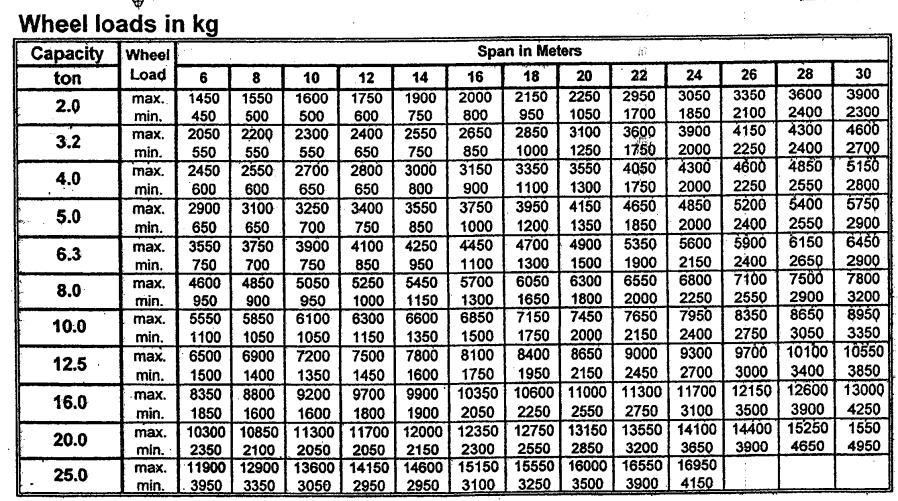 Wheel loads in kg
Capacity Wheel Span in Meters
ton Load 6 8 10 12 14 16 18 20 22 24 26 28 30
2.0 max. 1450 1550 1600 1750 1900 2000 2150 2250 2950 3050 3350 3600 3900
min. 450 500 500 600 750 800 950 1050 1700 1850 2100 2400 2300
3.2 max. 2050 2200 2300 2400 2550 2650 2850 3100 3600 3900 4150 4300 4600
min. 550 550 550 650 750 850 1000 1250 1750 2000 2250 2400 2700
4.0 max. 2450 2550 2700 2800 3000 3150 3350 3550 4050 4300 4600 4850 5150
min. 600 600 650 650 800 900 1100 1300 1750 2000 2250 2550 2800
5.0 max. 2900 3100 3250 3400 3550 3750 3950 4150 4650 4850 5200 5400 5750
min. 650 650 700 750 850 1000 1200 1350 1850 2000 2400 2550 2900
6.3 max. 3550 3750 3900 4100 4250 4450 4700 4900 5350 5600 5900 6150 6450
min. 750 700 750 850 950 1100 1300 1500 1900 2150 2400 2650 2900
8.0 max. 4600 4850 5050 5250 5450 5700 6050 6300 6550 6800 7100 7500 7800
min. 950 900 950 1000 1150 1300 1650 1800 2000 2250 2550 2900 3200
10.0 max. 5550 5850 6100 6300 6600 6850 7150 7450 7650 7950 8350 8650 8950
min. 1100 1050 1050 1150 1350 1500 1750 2000 2150 2400 2750 3050 3350
12.5 max. 6500 6900 7200 7500 7800 8100 8400 8650 9000 9300 9700 10100 10550
min. 1500 1400 1350 1450 1600 1750 1950 2150 2450 2700 3000 3400 3850
16.0 max. 8350 8800 9200 9700 9900 10350 10600 11000 11300 11700 12150 12600 13000
min. 1850 1600 1600 1800 1900 2050 2250 2550 2750 3100 3500 3900 4250
20.0 max. 10300 10850 11300 11700 12000 12350 12750 13150 13550 14100 14400 15250 1550
min. 2350 2100 2050 2050 2150 2300 2550 2850 3200 3650 3900 4650 4950
25.0 max. 11900 12900 13600 14150 14600 15150 15550 16000 16550 16950
min. 3950 3350 3050 2950 2950 3100 3250 3500 3900 4150